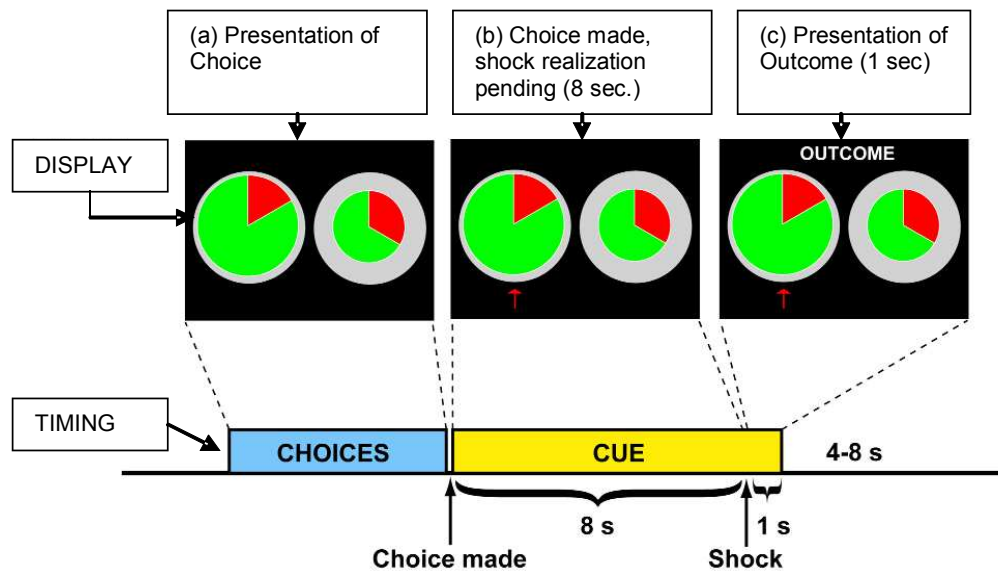 (a) Presentation of
Choice
(b) Choice made,
shock realization
pending (8 sec.)
(c) Presentation of
Outcome (1 sec)
DISPLAY
OUTCOME
TIMING
CHOICES
CUE
4-8 s
8 s
1 s
Choice made
Shock